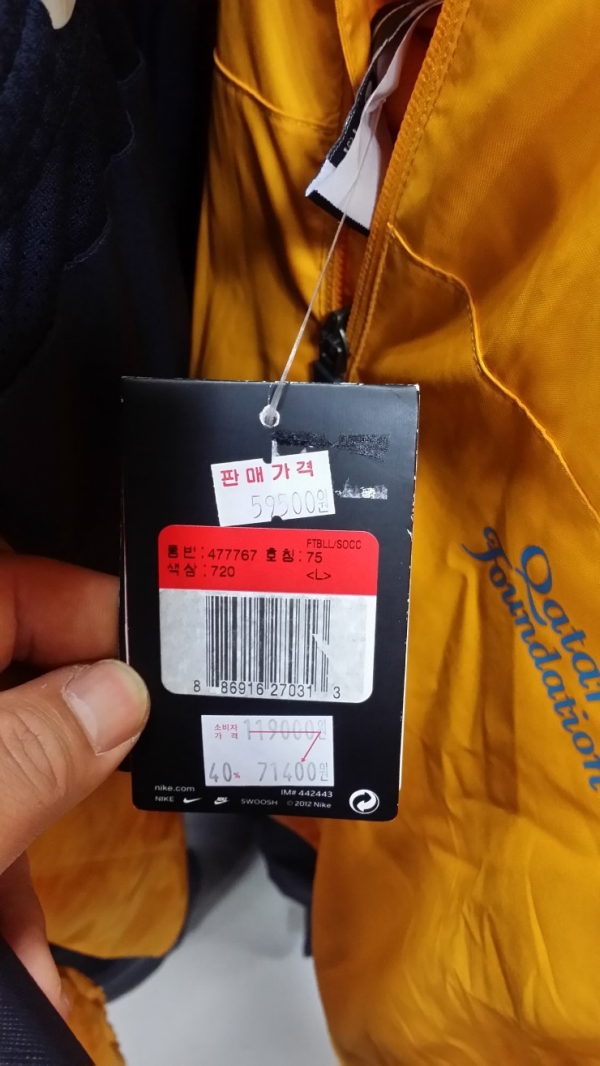 판매가격
59500원
FTBLL/SOCC
품번:477767 호칭:75
색상:720 <L>
8 86916 27031 3
소비자
가 격 119000원
40% 71400원
nike.com IM# 442443
NIKE SWOOSH © 2012 Nike
Qatar
Foundation